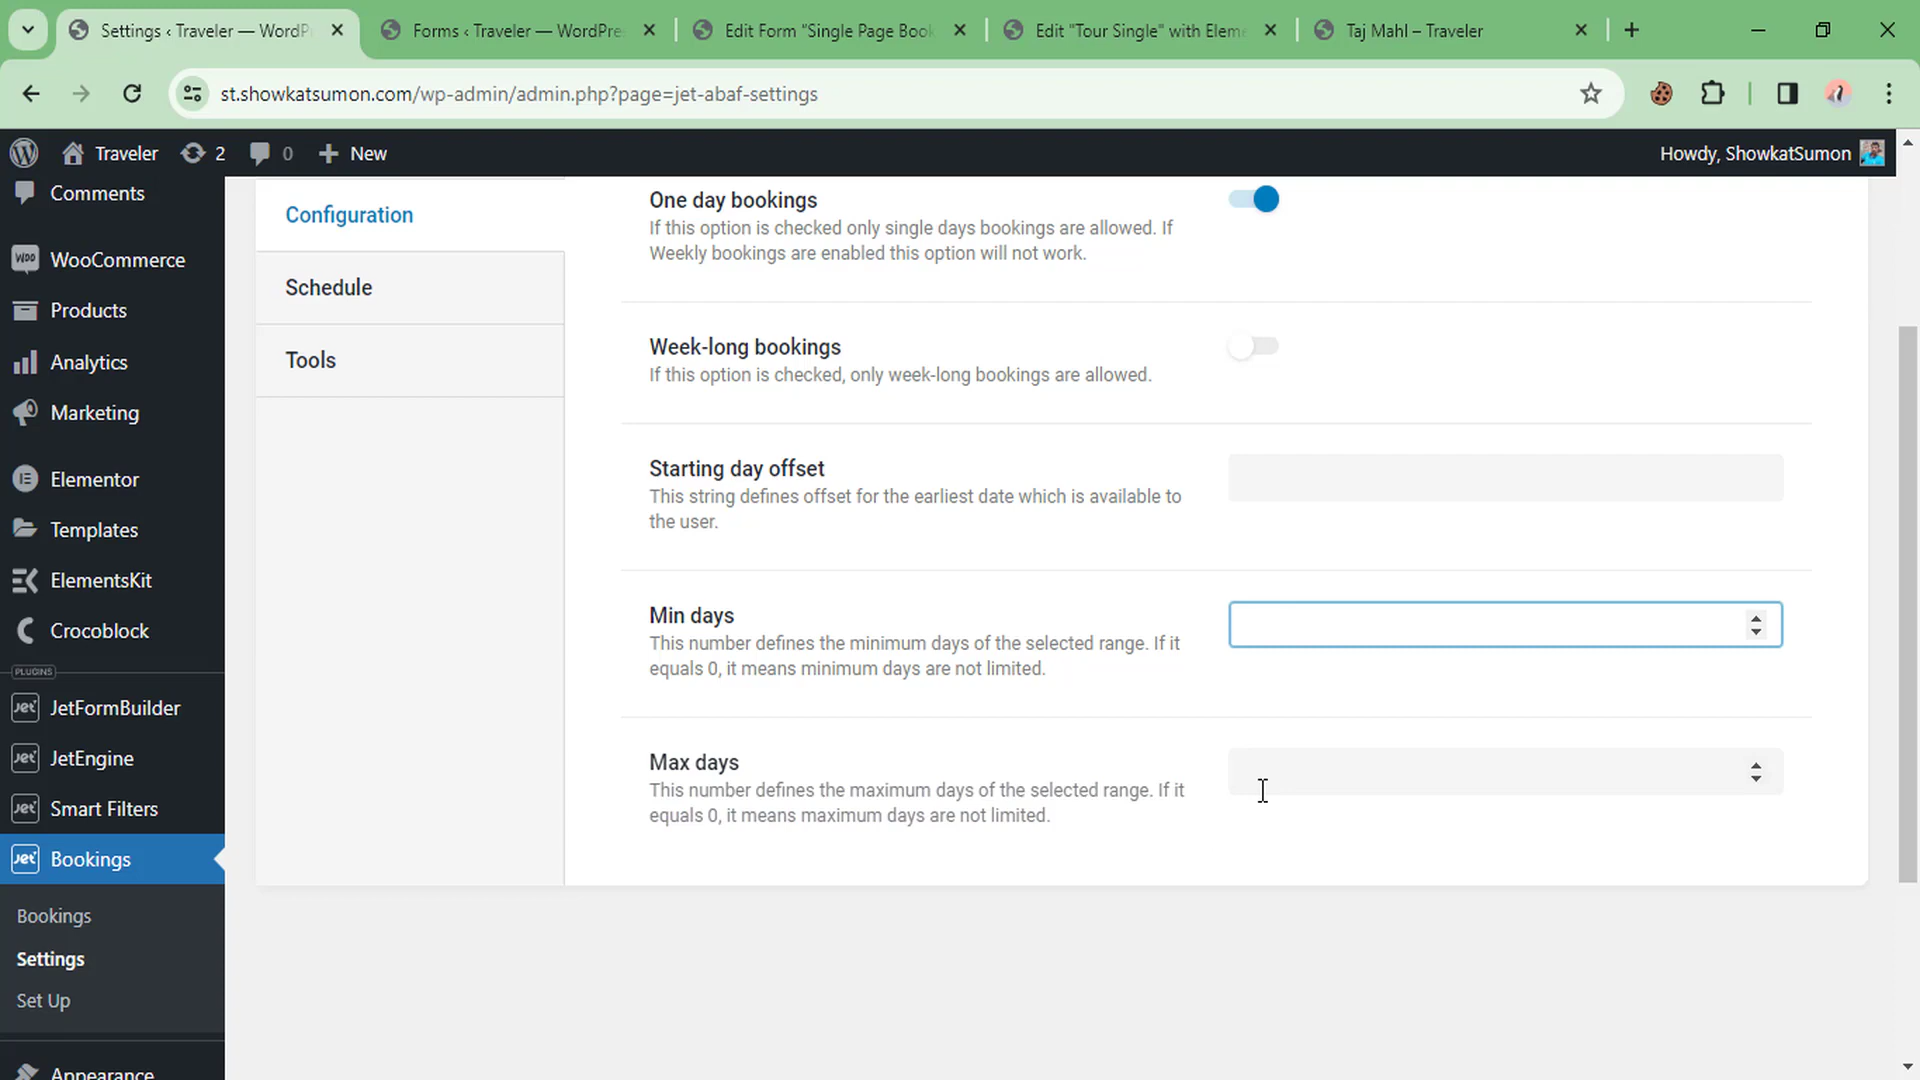 Settings ‹ Traveler — WordP
Forms ‹ Traveler — WordPre
Edit Form "Single Page Book
Edit "Tour Single" with Elem
Taj Mahl – Traveler
st.showkatsumon.com/wp-admin/admin.php?page=jet-abaf-settings
Traveler
2
0
New
Howdy, ShowkatSumon
Comments
WooCommerce
Products
Analytics
Marketing
Elementor
Templates
ElementsKit
Crocoblock
PLUGINS
JetFormBuilder
JetEngine
Smart Filters
Bookings
Bookings
Settings
Set Up
Appearance
Configuration
Schedule
Tools
One day bookings
If this option is checked only single days bookings are allowed. If
Weekly bookings are enabled this option will not work.
Week-long bookings
If this option is checked, only week-long bookings are allowed.
Starting day offset
This string defines offset for the earliest date which is available to
the user.
Min days
This number defines the minimum days of the selected range. If it
equals 0, it means minimum days are not limited.
Max days
This number defines the maximum days of the selected range. If it
equals 0, it means maximum days are not limited.